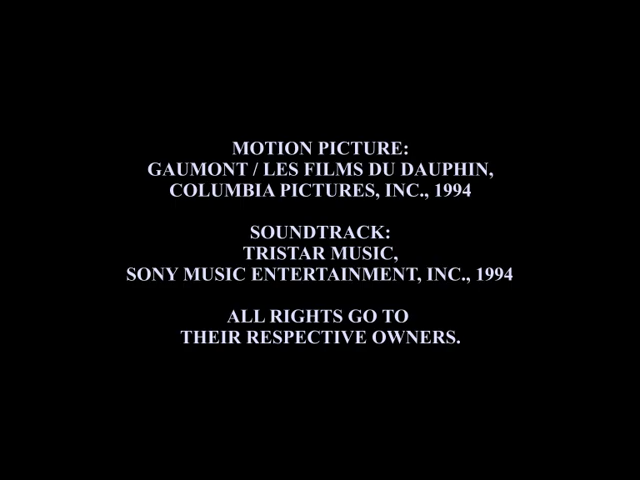 MOTION PICTURE:
GAUMONT / LES FILMS DU DAUPHIN,
COLUMBIA PICTURES, INC., 1994
SOUNDTRACK:
TRISTAR MUSIC,
SONY MUSIC ENTERTAINMENT, INC., 1994
ALL RIGHTS GO TO
THEIR RESPECTIVE OWNERS.